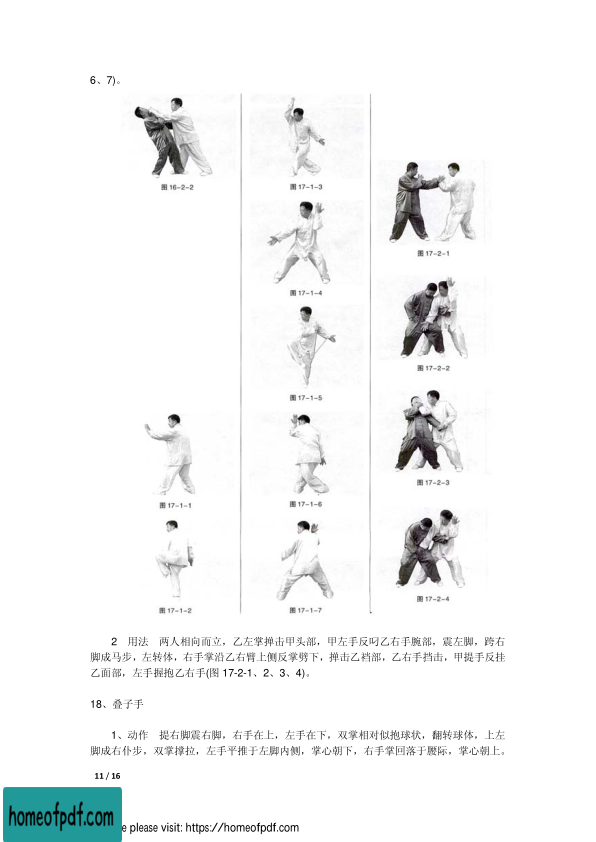 6、7)。
图 16-2-2
图 17-1-3
图 17-2-1
图 17-1-4
图 17-2-2
图 17-1-5
图 17-2-3
图 17-1-1
图 17-1-6
图 17-2-4
图 17-1-2
图 17-1-7
2 用法 两人相向而立，乙左掌掸击甲头部，甲左手反叼乙右手腕部，震左脚，跨右
脚成马步，左转体，右手掌沿乙右臂上侧反掌劈下，掸击乙裆部，乙右手挡击，甲提手反挂
乙面部，左手握抱乙右手(图 17-2-1、2、3、4)。
18、叠子手
1、动作 提右脚震右脚，右手在上，左手在下，双掌相对似抱球状，翻转球体，上左
脚成右仆步，双掌撑拉，左手平推于左脚内侧，掌心朝下，右手掌回落于腰际，掌心朝上。
11 / 16
homeofpdf.com
e please visit: https://homeofpdf.com